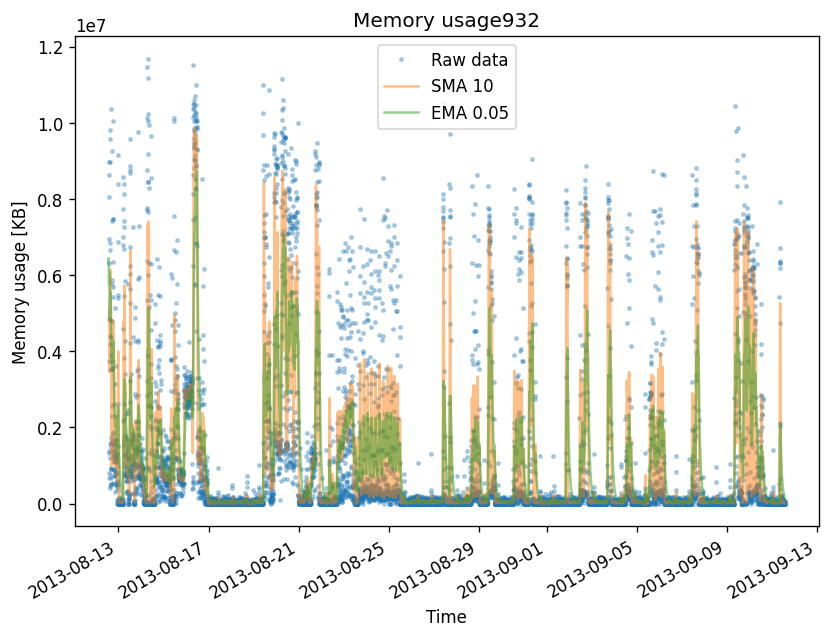 Memory usage932
1e7
Raw data
SMA 10
EMA 0.05
1.2
1.0
0.8
0.6
0.4
0.2
0.0
Memory usage [KB]
2013-08-13
2013-08-17
2013-08-21
2013-08-25
2013-08-29
2013-09-01
2013-09-05
2013-09-09
2013-09-13
Time